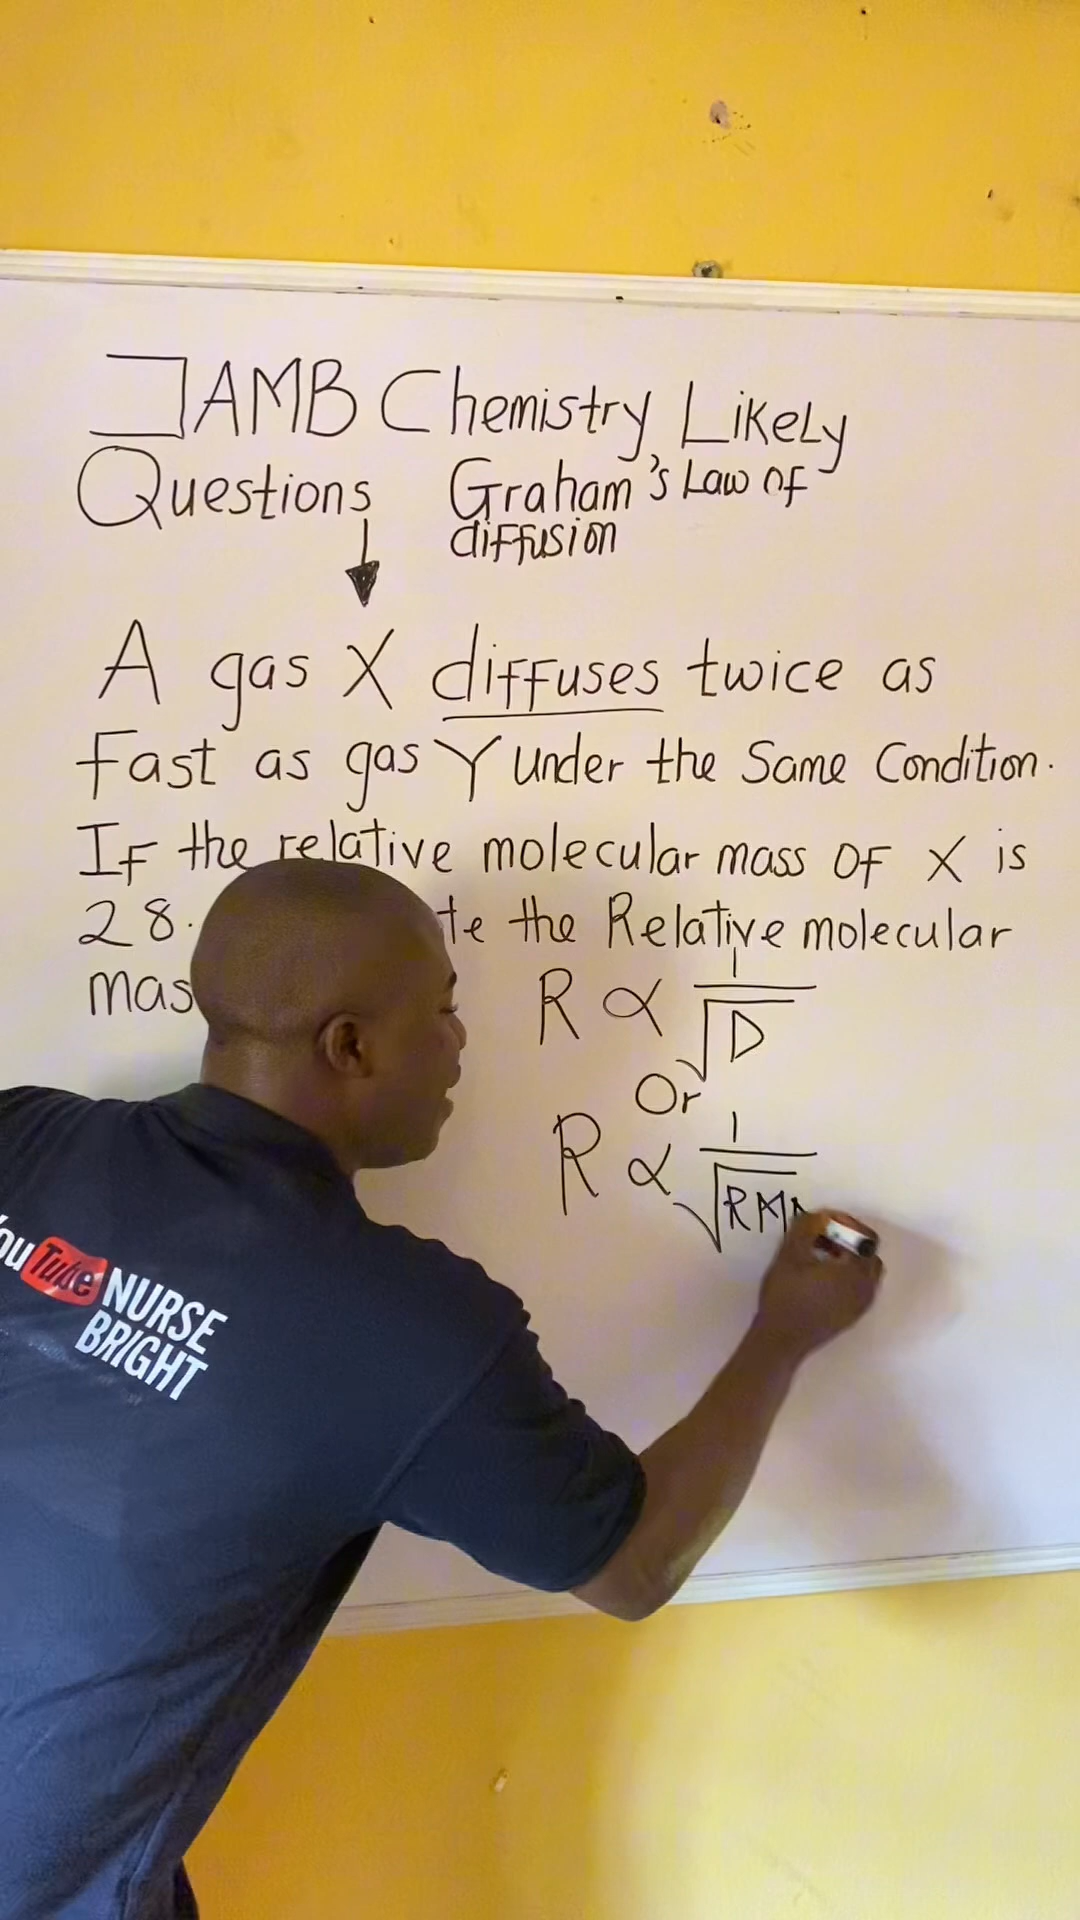 JAMB Chemistry Likely
Questions Graham's Law of
diffusion
A gas X diffuses twice as
Fast as gas Y under the Same Condition.
If the relative molecular mass of X is
28. te the Relative molecular
mas
R ∝ 1/√D
Or
R ∝ 1/√RM
YouTube NURSE
BRIGHT